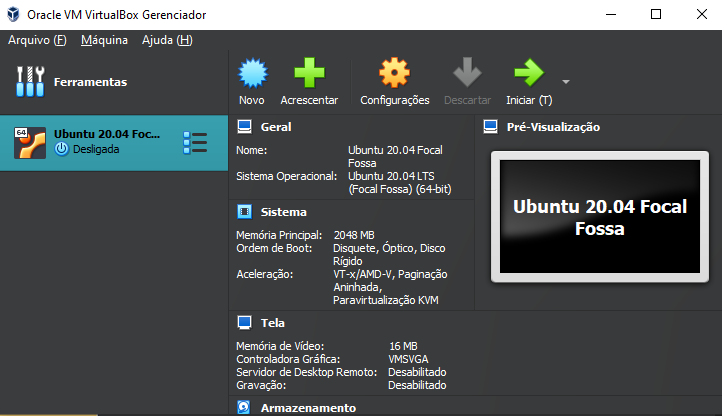 Oracle VM VirtualBox Gerenciador
Arquivo (F) Máquina Ajuda (H)
Ferramentas
Novo Acrescentar Configurações Descartar Iniciar (T)
64
Ubuntu 20.04 Foc...
Desligada
Geral
Nome: Ubuntu 20.04 Focal
Fossa
Sistema Operacional: Ubuntu 20.04 LTS
(Focal Fossa) (64-bit)
Pré-Visualização
Ubuntu 20.04 Focal
Fossa
Sistema
Memória Principal: 2048 MB
Ordem de Boot: Disquete, Óptico, Disco
Rígido
Aceleração: VT-x/AMD-V, Paginação
Aninhada,
Paravirtualização KVM
Tela
Memória de Vídeo: 16 MB
Controladora Gráfica: VMSVGA
Servidor de Desktop Remoto: Desabilitado
Gravação: Desabilitado
Armazenamento